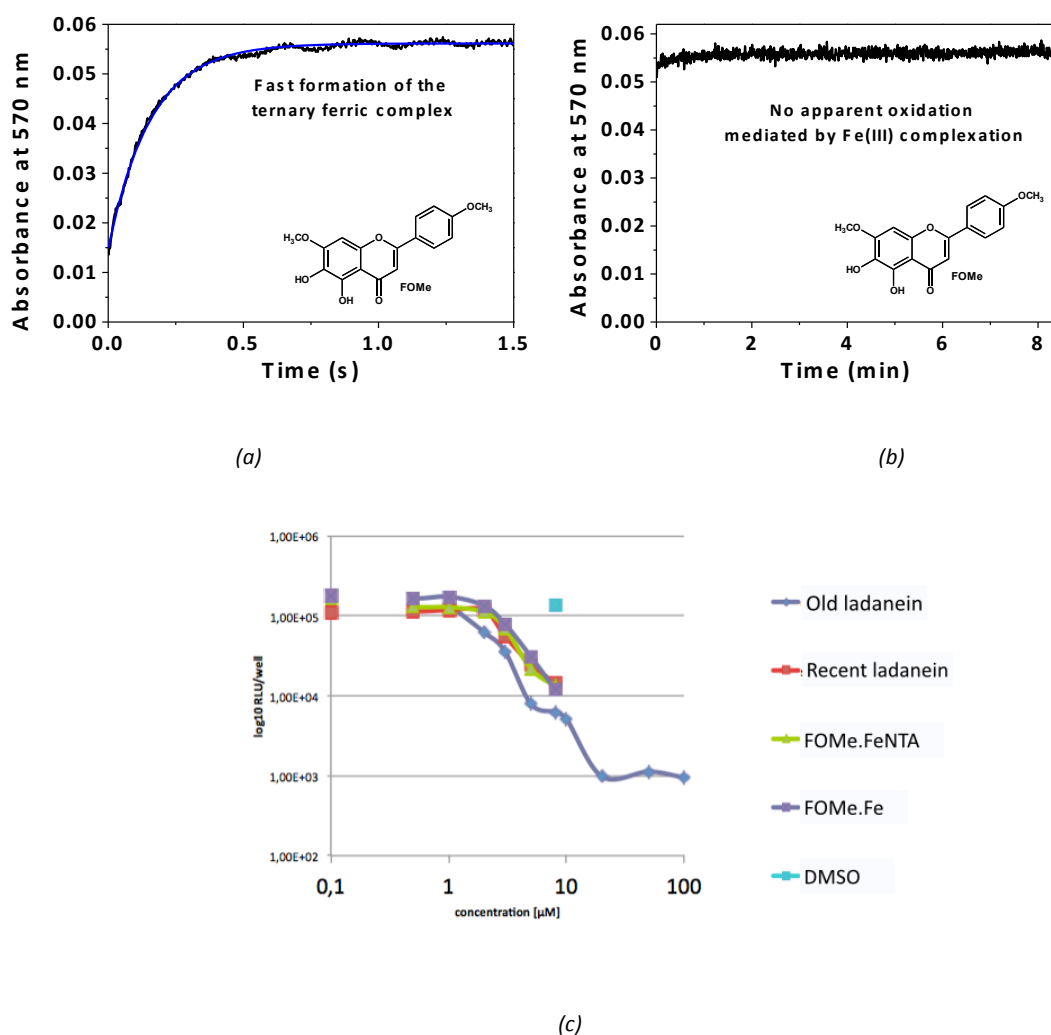 Absorbance at 570 nm
0.06
0.05
0.04
0.03
0.02
0.01
0.00
Fast formation of the
ternary ferric complex
OCH₃
H₃CO
O
HO
OH
O
FOMe
0.0
0.5
1.0
1.5
Time (s)
(a)
Absorbance at 570 nm
0.06
0.05
0.04
0.03
0.02
0.01
0.00
No apparent oxidation
mediated by Fe(III) complexation
OCH₃
H₃CO
O
HO
OH
O
FOMe
0
2
4
6
8
Time (min)
(b)
log10 RLU/well
1,00E+06
1,00E+05
1,00E+04
1,00E+03
1,00E+02
0,1
1
10
100
concentration [µM]
Old ladanein
Recent ladanein
FOMe.FeNTA
FOMe.Fe
DMSO
(c)